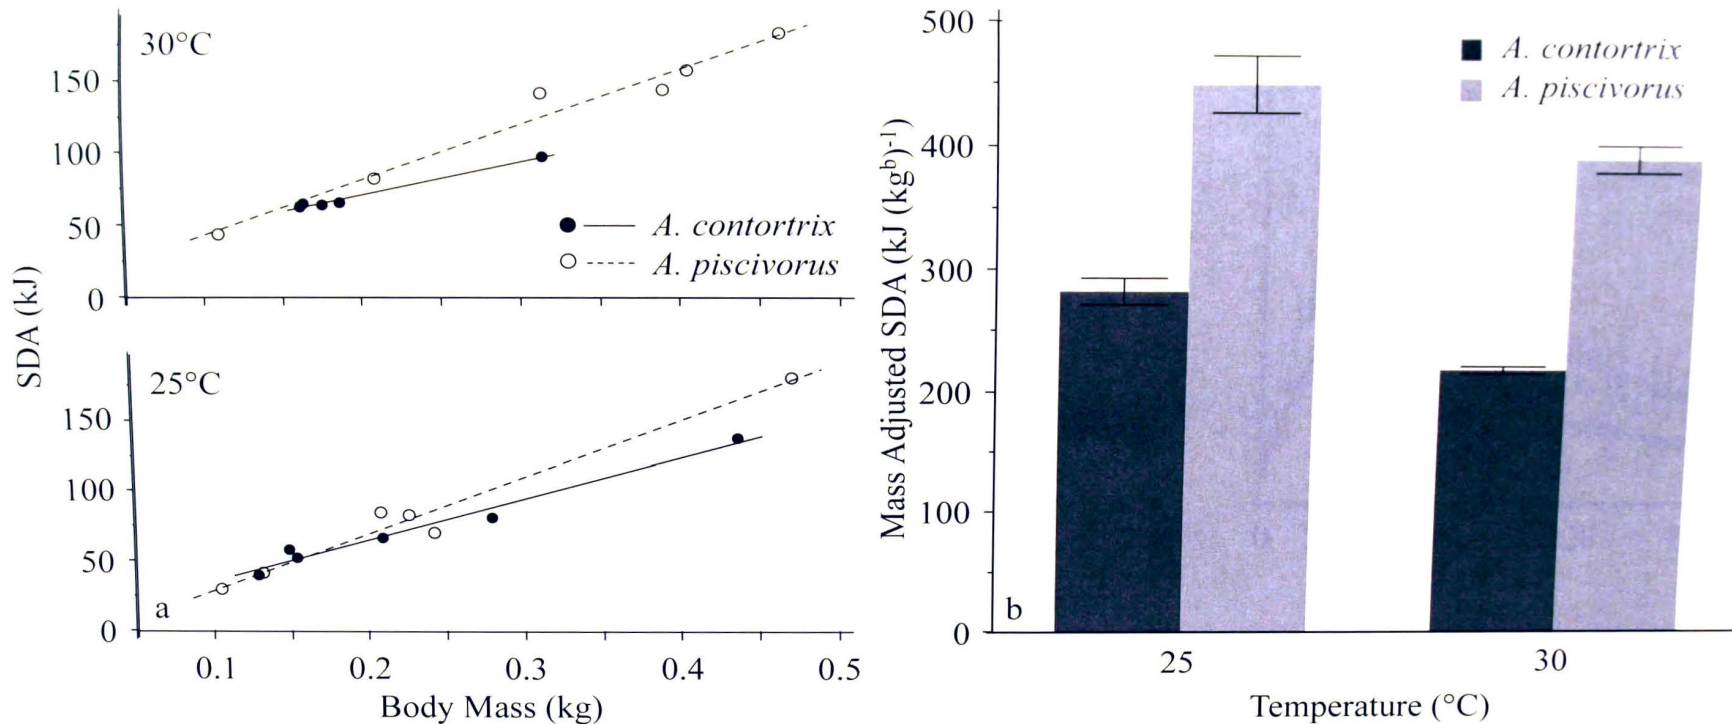 30°C
150
100
50
0
A. contortrix
A. piscivorus
SDA (kJ)
25°C
150
100
50
0
a
0.1 0.2 0.3 0.4 0.5
Body Mass (kg)
500
400
300
200
100
0
Mass Adjusted SDA (kJ (kgᵇ)⁻¹)
A. contortrix
A. piscivorus
b
25 30
Temperature (°C)